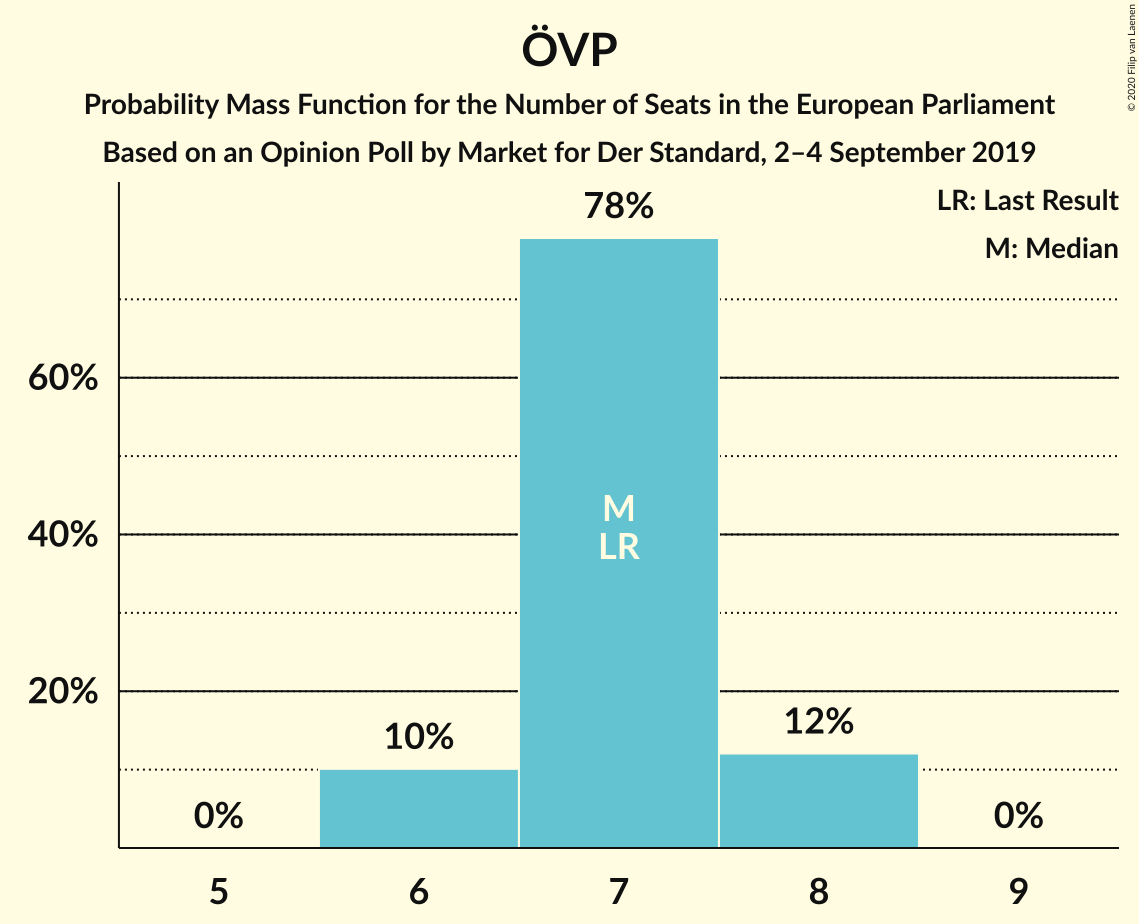 ÖVP
Probability Mass Function for the Number of Seats in the European Parliament
Based on an Opinion Poll by Market for Der Standard, 2–4 September 2019
© 2020 Filip van Laenen
LR: Last Result
M: Median
78%
60%
40%
20%
M
LR
10%
12%
0%
0%
5
6
7
8
9